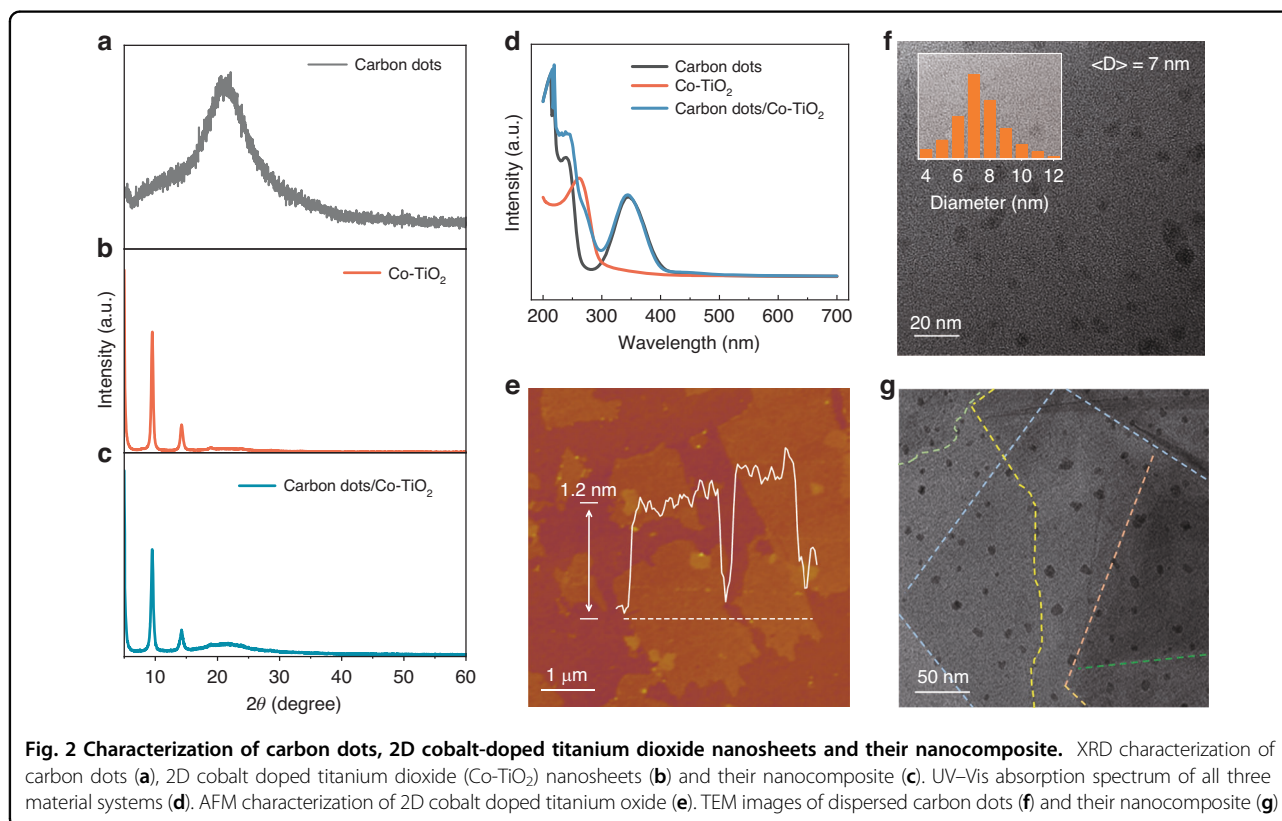 a
Carbon dots
b
Co-TiO₂
c
Carbon dots/Co-TiO₂
Intensity (a.u.)
10 20 30 40 50 60
2θ (degree)
d
Carbon dots
Co-TiO₂
Carbon dots/Co-TiO₂
Intensity (a.u.)
200 300 400 500 600 700
Wavelength (nm)
e
1.2 nm
1 μm
f
<D> = 7 nm
4 6 8 10 12
Diameter (nm)
20 nm
g
50 nm
Fig. 2 Characterization of carbon dots, 2D cobalt-doped titanium dioxide nanosheets and their nanocomposite. XRD characterization of
carbon dots (a), 2D cobalt doped titanium dioxide (Co-TiO₂) nanosheets (b) and their nanocomposite (c). UV–Vis absorption spectrum of all three
material systems (d). AFM characterization of 2D cobalt doped titanium oxide (e). TEM images of dispersed carbon dots (f) and their nanocomposite (g)